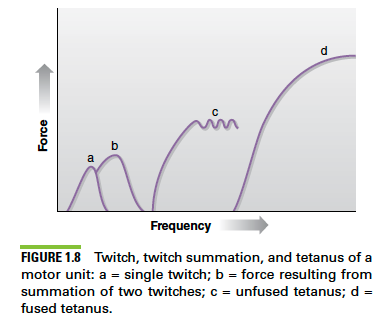 d
c
b
a
Force
Frequency
FIGURE 1.8 Twitch, twitch summation, and tetanus of a
motor unit: a = single twitch; b = force resulting from
summation of two twitches; c = unfused tetanus; d =
fused tetanus.